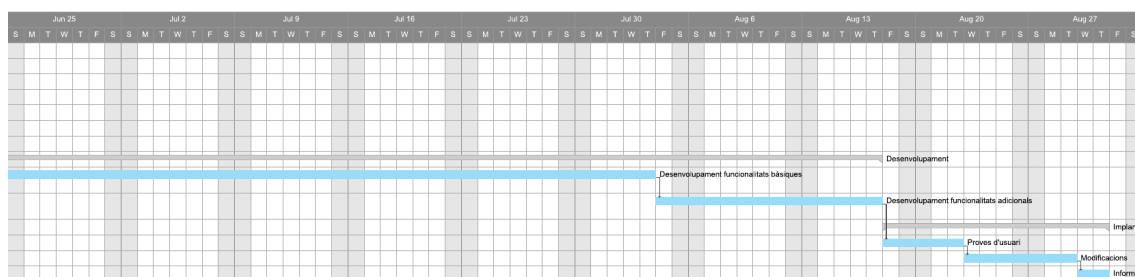 Jun 25 Jul 2 Jul 9 Jul 16 Jul 23 Jul 30 Aug 6 Aug 13 Aug 20 Aug 27
S M T W T F S S M T W T F S S M T W T F S S M T W T F S S M T W T F S S M T W T F S S M T W T F S S M T W T F S S M T W T F S S M T W T F S
Desenvolupament
Desenvolupament funcionalitats bàsiques
Desenvolupament funcionalitats adicionals
Implan
Proves d'usuari
Modificacions
Inform